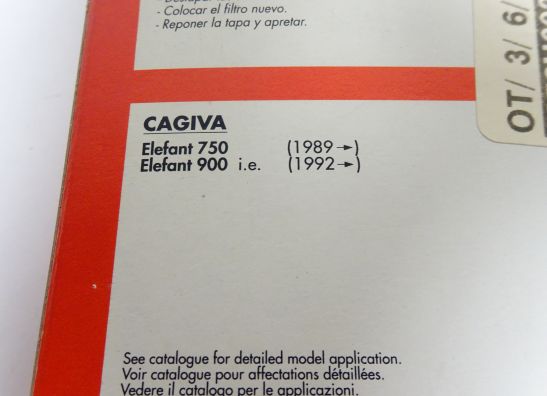 - Colocar el filtro nuevo.
- Reponer la tapa y apretar.
OT/ 3/ 6/
CAGIVA
Elefant 750 (1989→)
Elefant 900 i.e. (1992→)
See catalogue for detailed model application.
Voir catalogue pour affectations détaillées.
Vedere il catalogo per le applicazioni.